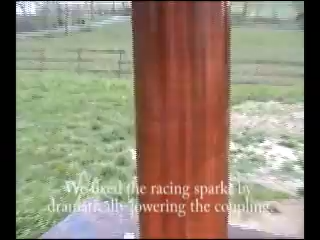 We fixed the racing sparks by
dramatically lowering the coupling.